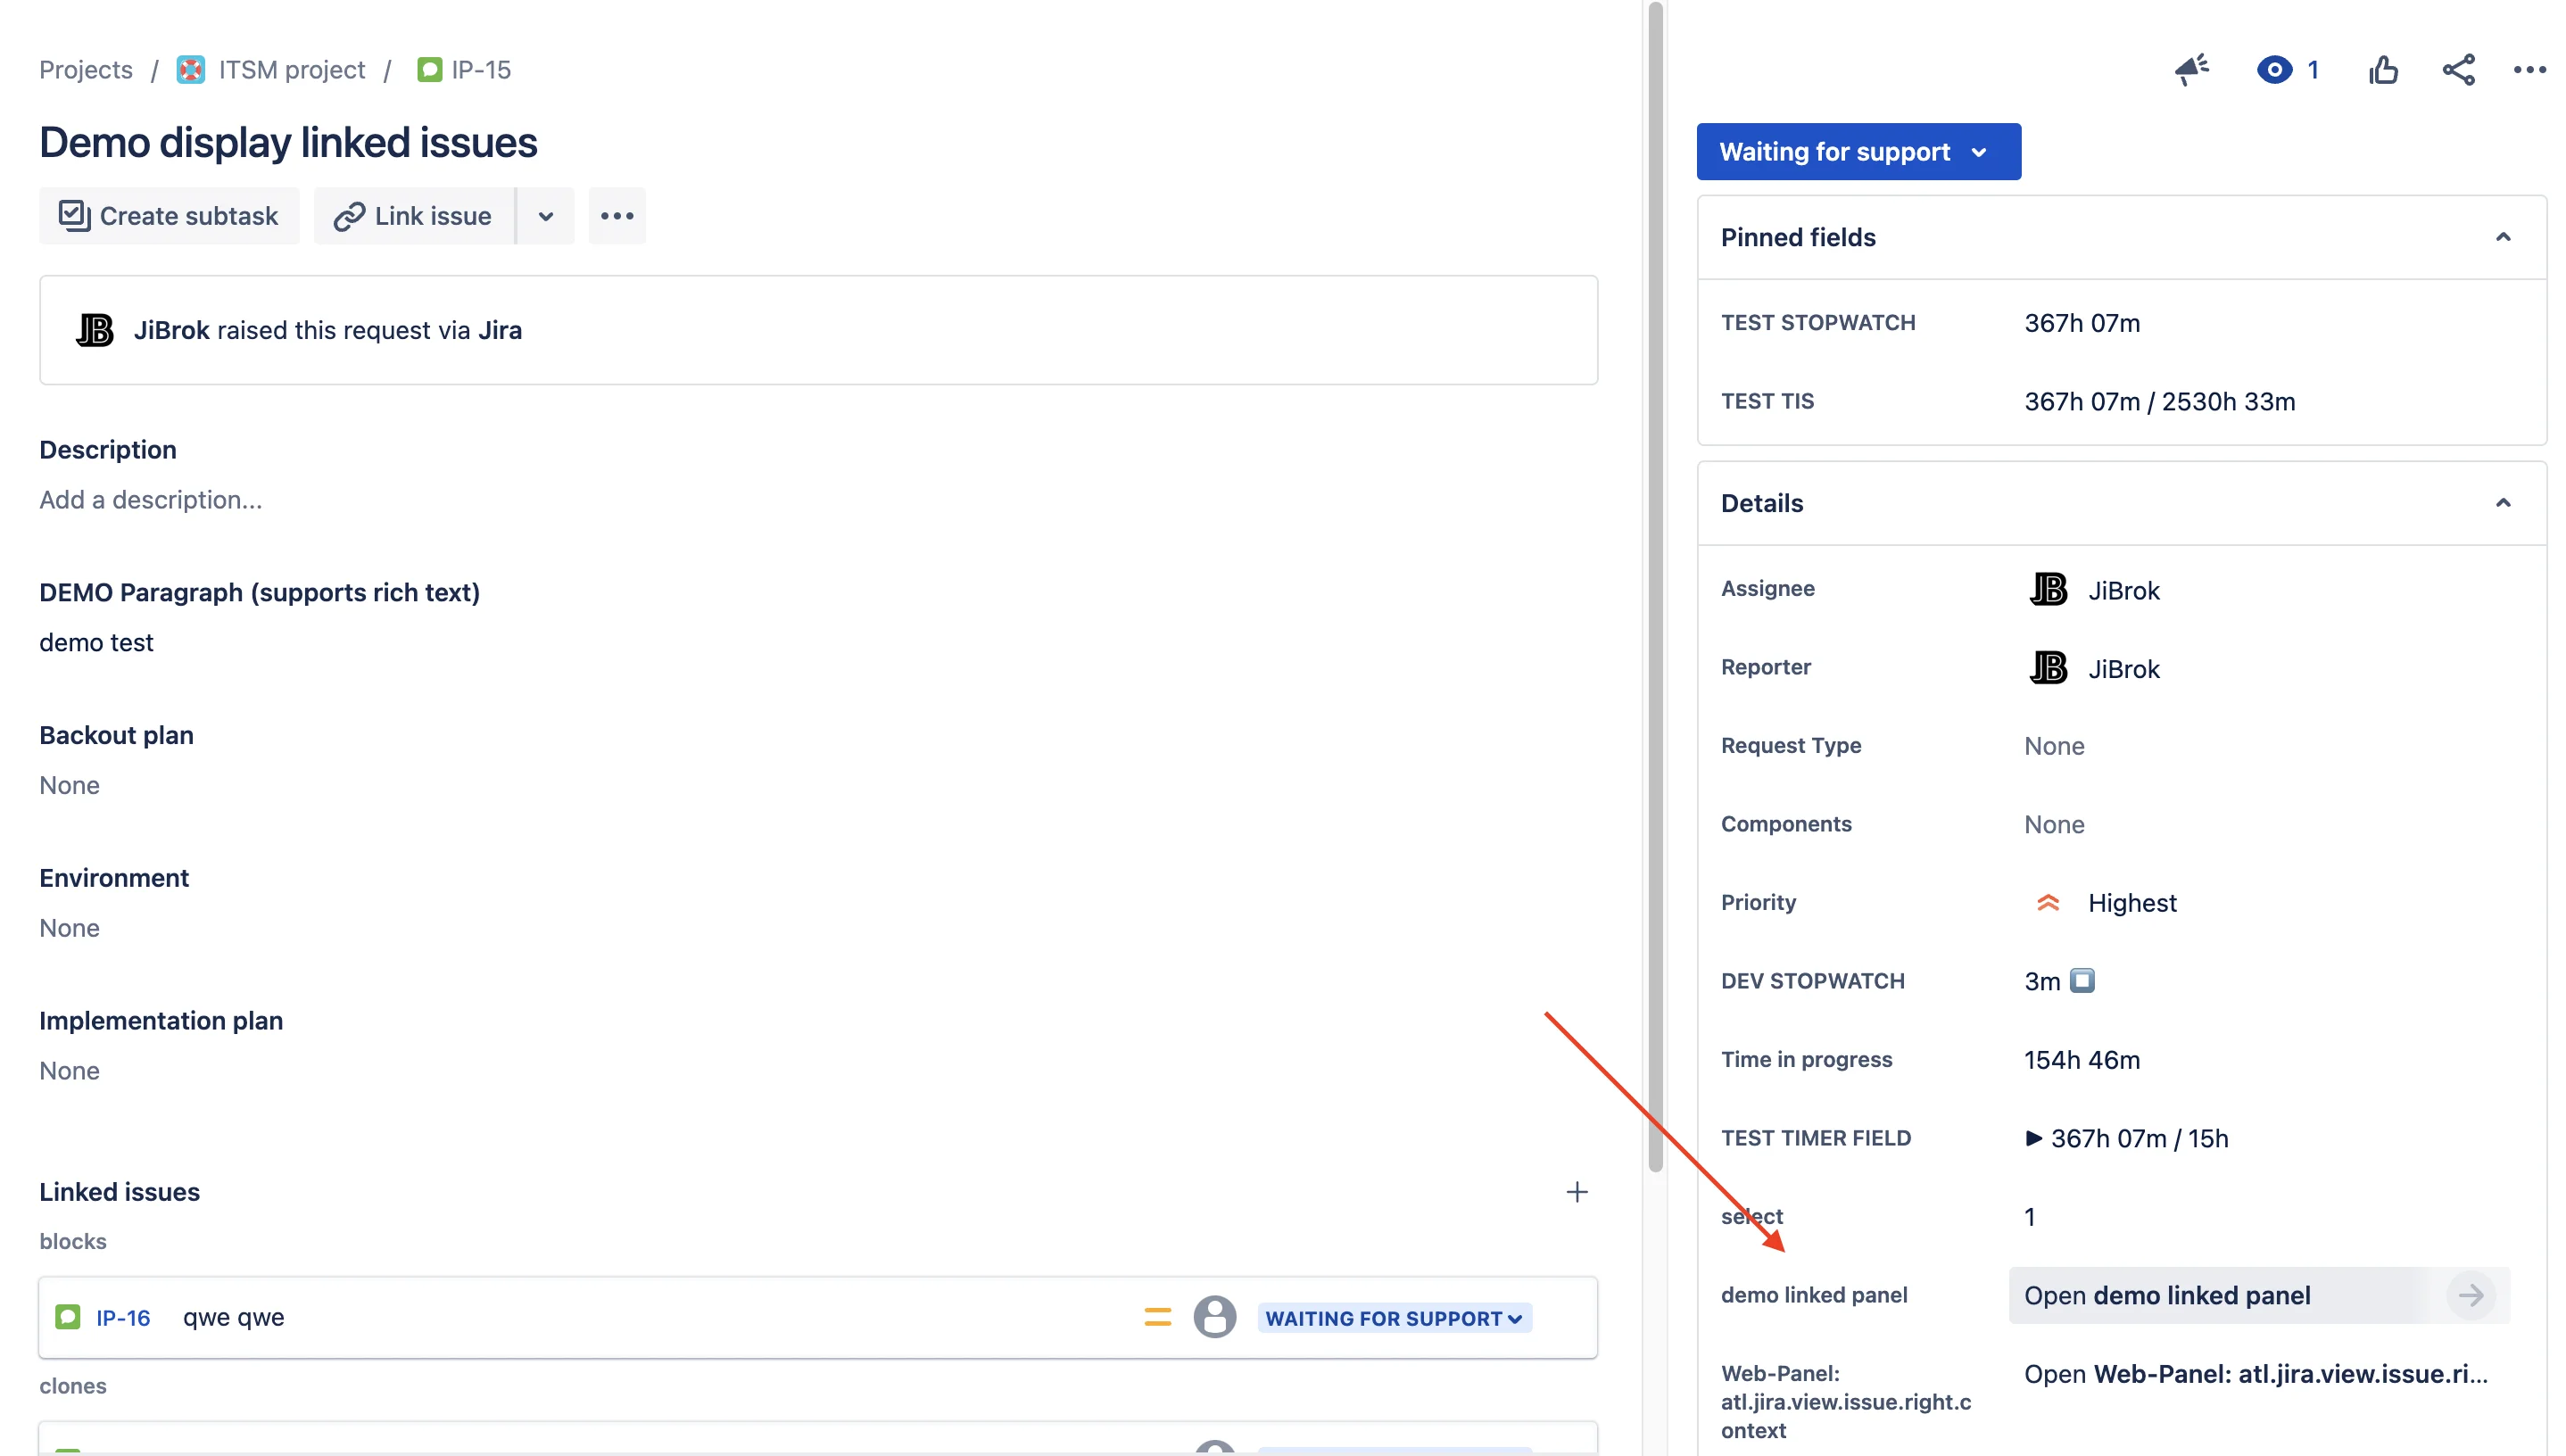 Projects / ITSM project / IP-15
1
Demo display linked issues
Create subtask
Link issue
JB JiBrok raised this request via Jira
Description
Add a description...
DEMO Paragraph (supports rich text)
demo test
Backout plan
None
Environment
None
Implementation plan
None
Linked issues
blocks
IP-16 qwe qwe WAITING FOR SUPPORT
clones
Waiting for support
Pinned fields
TEST STOPWATCH 367h 07m
TEST TIS 367h 07m / 2530h 33m
Details
Assignee JB JiBrok
Reporter JB JiBrok
Request Type None
Components None
Priority Highest
DEV STOPWATCH 3m
Time in progress 154h 46m
TEST TIMER FIELD 367h 07m / 15h
select 1
demo linked panel Open demo linked panel
Web-Panel: Open Web-Panel: atl.jira.view.issue.ri...
atl.jira.view.issue.right.c
ontext